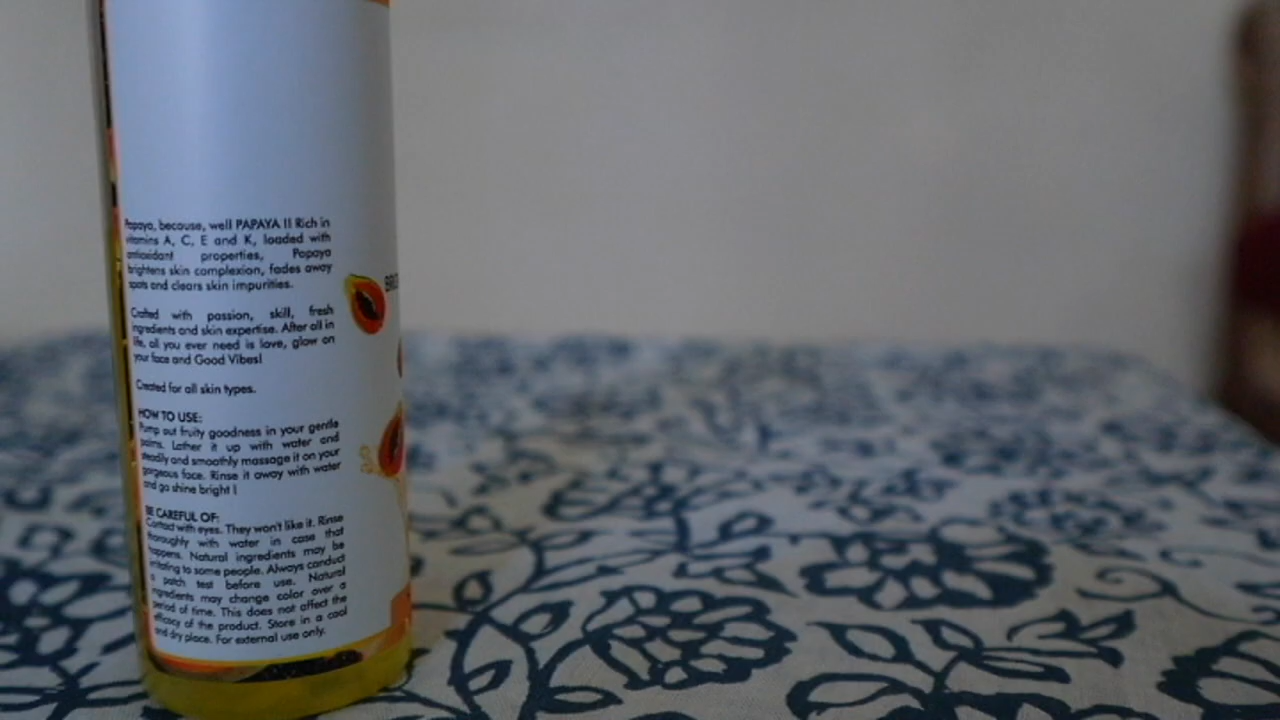 Papaya, because, well PAPAYA !! Rich in
vitamins A, C, E and K, loaded with
antioxidant properties, Papaya
brightens skin complexion, fades away
spots and clears skin impurities.
Crafted with passion, skill, fresh
ingredients and skin expertise. After all in
life, all you ever need is love, glow on
your face and Good Vibes!
Created for all skin types.
HOW TO USE:
Pump out fruity goodness in your gentle
palms. Lather it up with water and
steadily and smoothly massage it on your
gorgeous face. Rinse it away with water
and go shine bright !
BE CAREFUL OF:
Contact with eyes. They won't like it. Rinse
thoroughly with water in case that
happens. Natural ingredients may be
irritating to some people. Always conduct
a patch test before use. Natural
ingredients may change color over a
period of time. This does not affect the
efficacy of the product. Store in a cool
and dry place. For external use only.